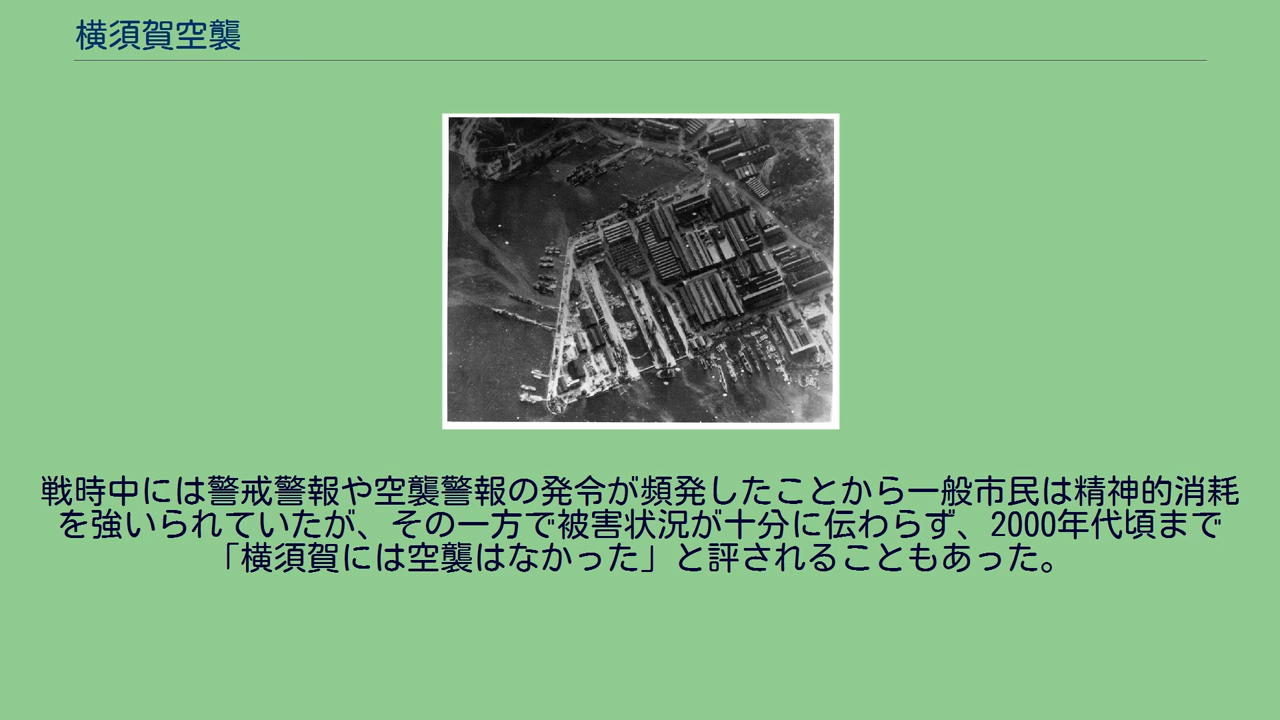 横須賀空襲
戦時中には警戒警報や空襲警報の発令が頻発したことから一般市民は精神的消耗
を強いられていたが、その一方で被害状況が十分に伝わらず、2000年代頃まで
「横須賀には空襲はなかった」と評されることもあった。